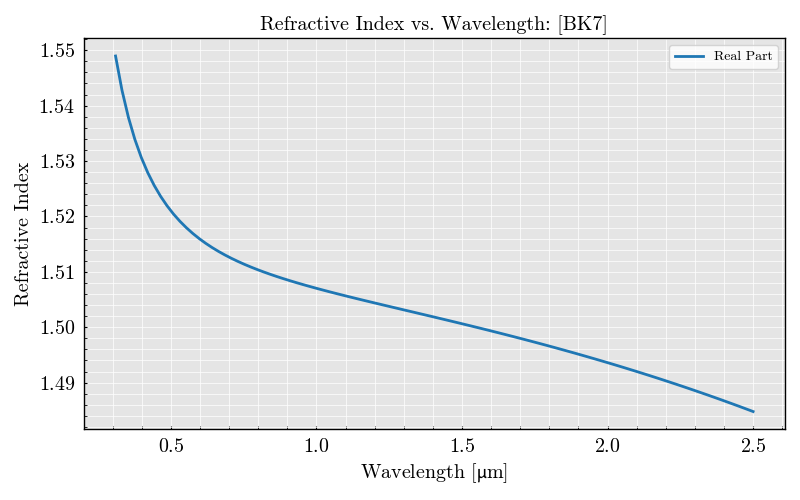 Refractive Index vs. Wavelength: [BK7]
Real Part
Refractive Index
1.55
1.54
1.53
1.52
1.51
1.50
1.49
0.5 1.0 1.5 2.0 2.5
Wavelength [µm]